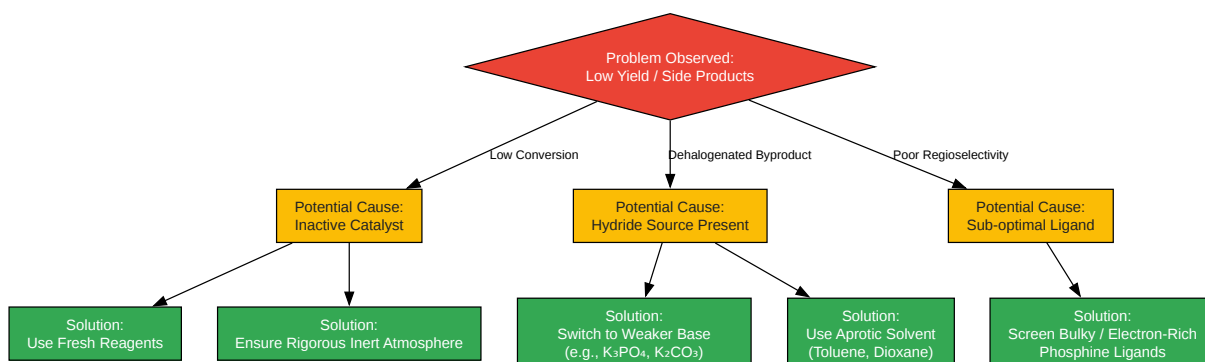 Problem Observed:
Low Yield / Side Products
Low Conversion
Dehalogenated Byproduct
Poor Regioselectivity
Potential Cause:
Inactive Catalyst
Potential Cause:
Hydride Source Present
Potential Cause:
Sub-optimal Ligand
Solution:
Use Fresh Reagents
Solution:
Ensure Rigorous Inert Atmosphere
Solution:
Switch to Weaker Base
(e.g., K₃PO₄, K₂CO₃)
Solution:
Use Aprotic Solvent
(Toluene, Dioxane)
Solution:
Screen Bulky / Electron-Rich
Phosphine Ligands